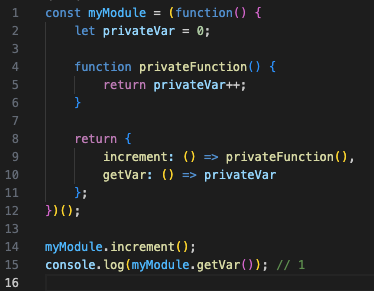 1 const myModule = (function() {
2     let privateVar = 0;
3
4     function privateFunction() {
5         return privateVar++;
6     }
7
8     return {
9         increment: () => privateFunction(),
10         getVar: () => privateVar
11     };
12 })();
13
14 myModule.increment();
15 console.log(myModule.getVar()); // 1
16